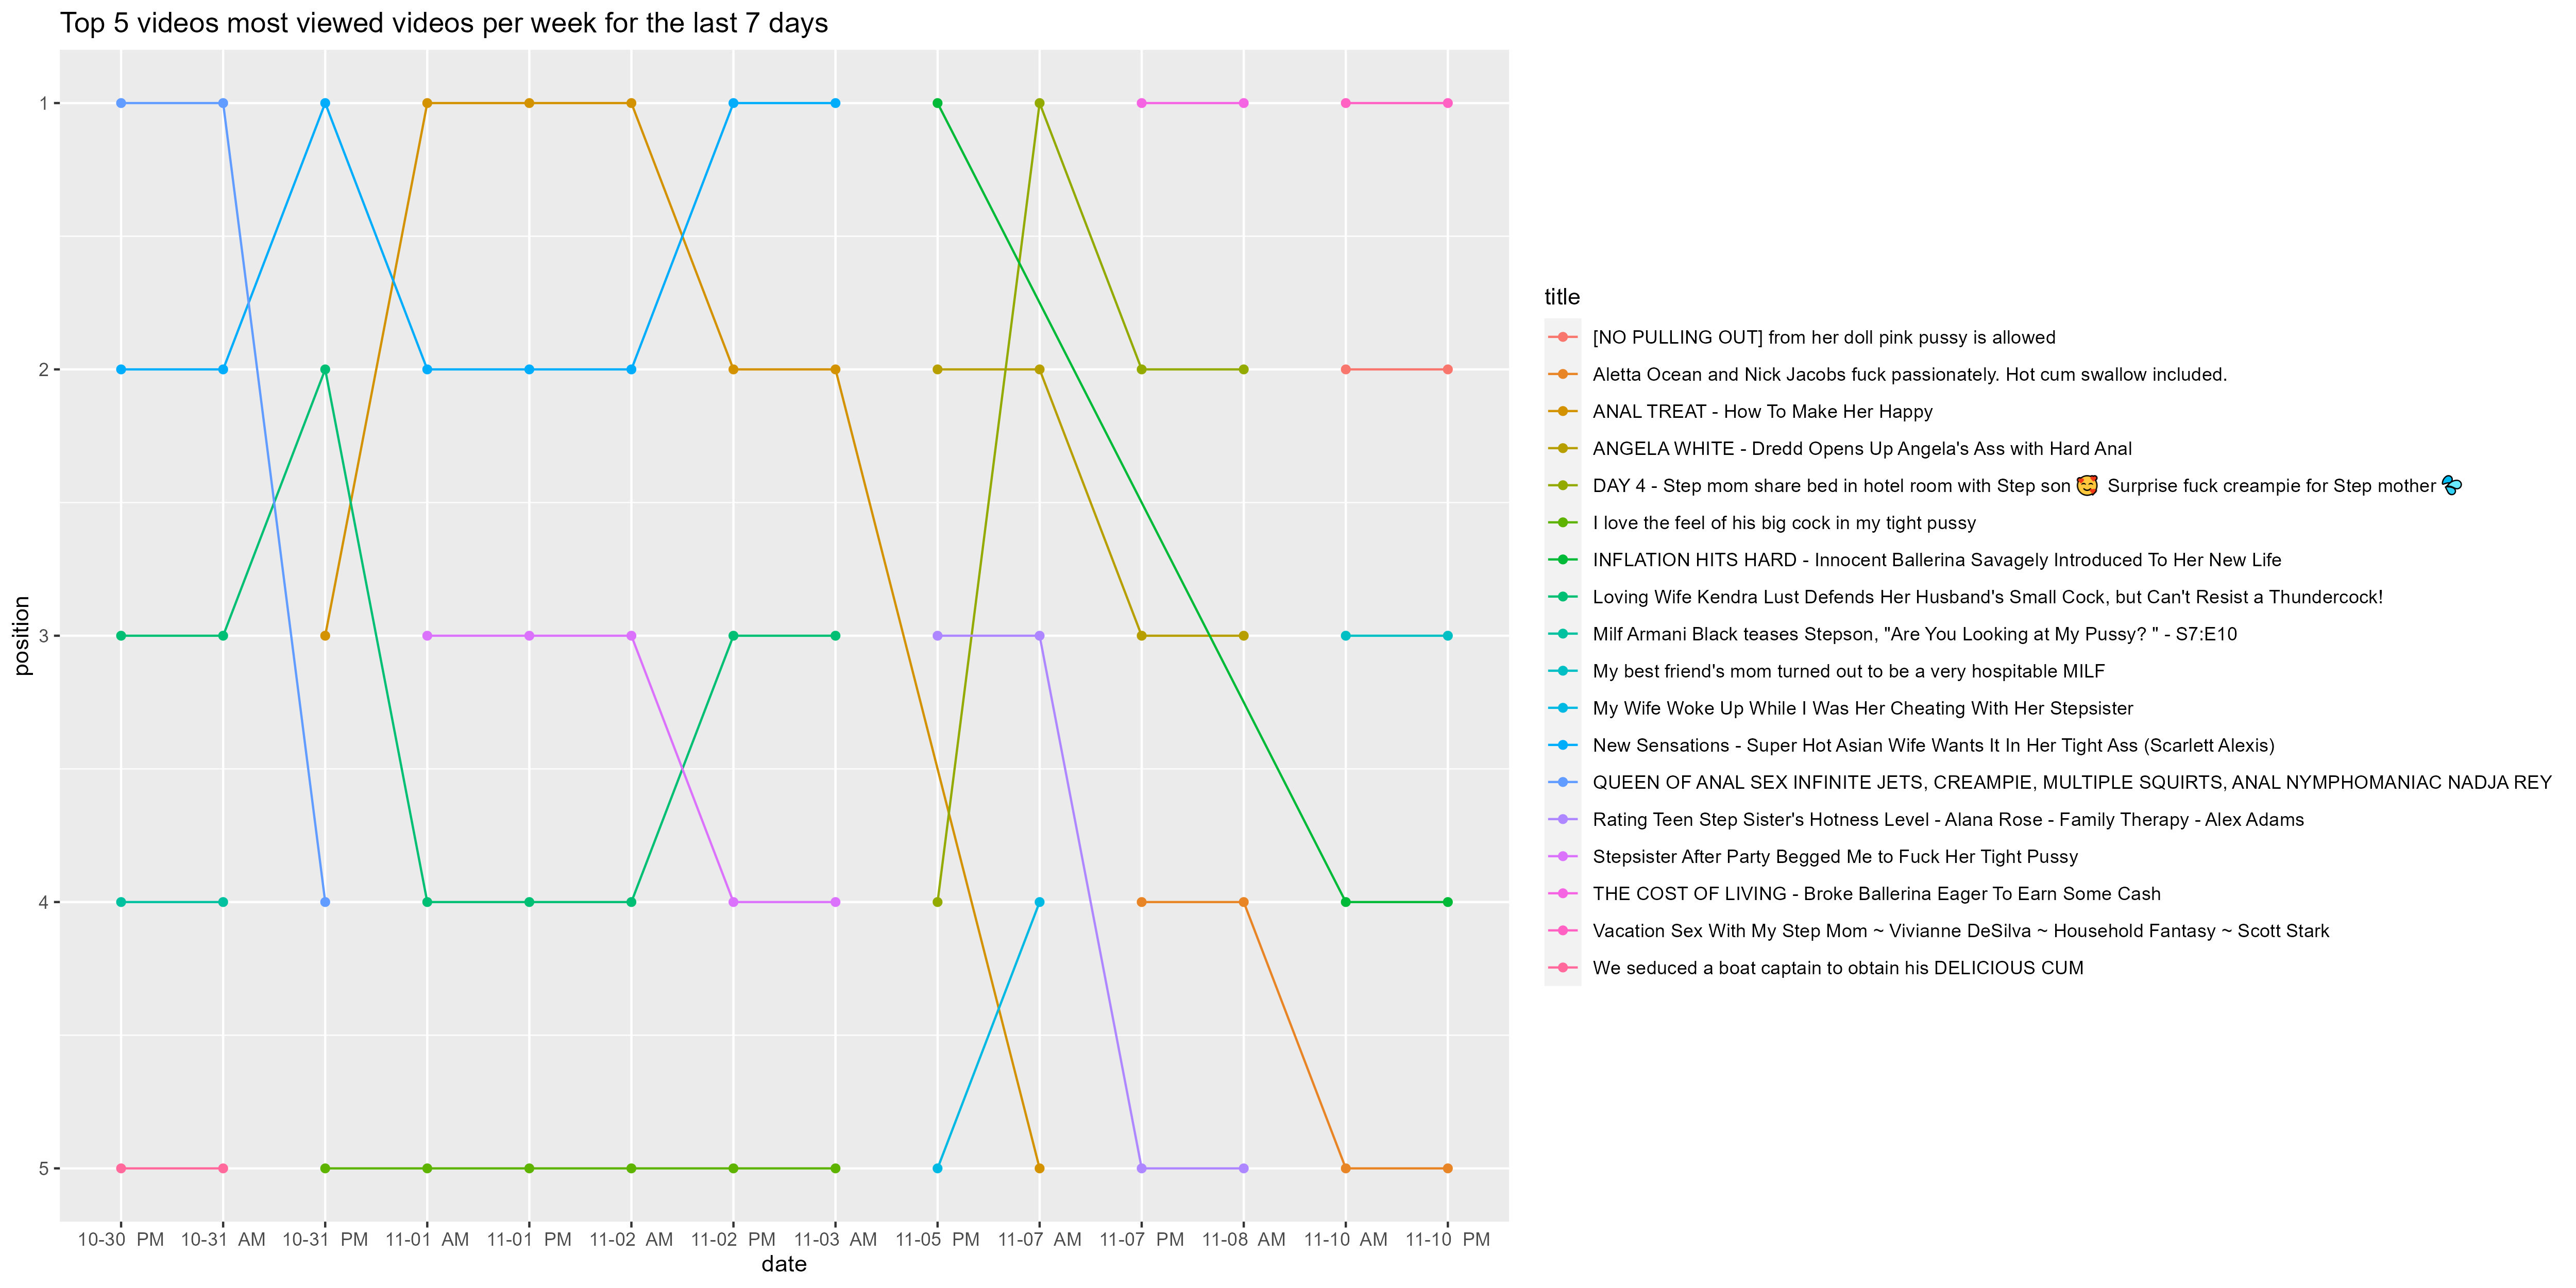 Top 5 videos most viewed videos per week for the last 7 days
position
1
2
3
4
5
10-30 PM
10-31 AM
10-31 PM
11-01 AM
11-01 PM
11-02 AM
11-02 PM
11-03 AM
11-05 PM
11-07 AM
11-07 PM
11-08 AM
11-10 AM
11-10 PM
date
title
[NO PULLING OUT] from her doll pink pussy is allowed
Aletta Ocean and Nick Jacobs fuck passionately. Hot cum swallow included.
ANAL TREAT - How To Make Her Happy
ANGELA WHITE - Dredd Opens Up Angela's Ass with Hard Anal
DAY 4 - Step mom share bed in hotel room with Step son 🥰 Surprise fuck creampie for Step mother 💦
I love the feel of his big cock in my tight pussy
INFLATION HITS HARD - Innocent Ballerina Savagely Introduced To Her New Life
Loving Wife Kendra Lust Defends Her Husband's Small Cock, but Can't Resist a Thundercock!
Milf Armani Black teases Stepson, "Are You Looking at My Pussy? " - S7:E10
My best friend's mom turned out to be a very hospitable MILF
My Wife Woke Up While I Was Her Cheating With Her Stepsister
New Sensations - Super Hot Asian Wife Wants It In Her Tight Ass (Scarlett Alexis)
QUEEN OF ANAL SEX INFINITE JETS, CREAMPIE, MULTIPLE SQUIRTS, ANAL NYMPHOMANIAC NADJA REY
Rating Teen Step Sister's Hotness Level - Alana Rose - Family Therapy - Alex Adams
Stepsister After Party Begged Me to Fuck Her Tight Pussy
THE COST OF LIVING - Broke Ballerina Eager To Earn Some Cash
Vacation Sex With My Step Mom ~ Vivianne DeSilva ~ Household Fantasy ~ Scott Stark
We seduced a boat captain to obtain his DELICIOUS CUM